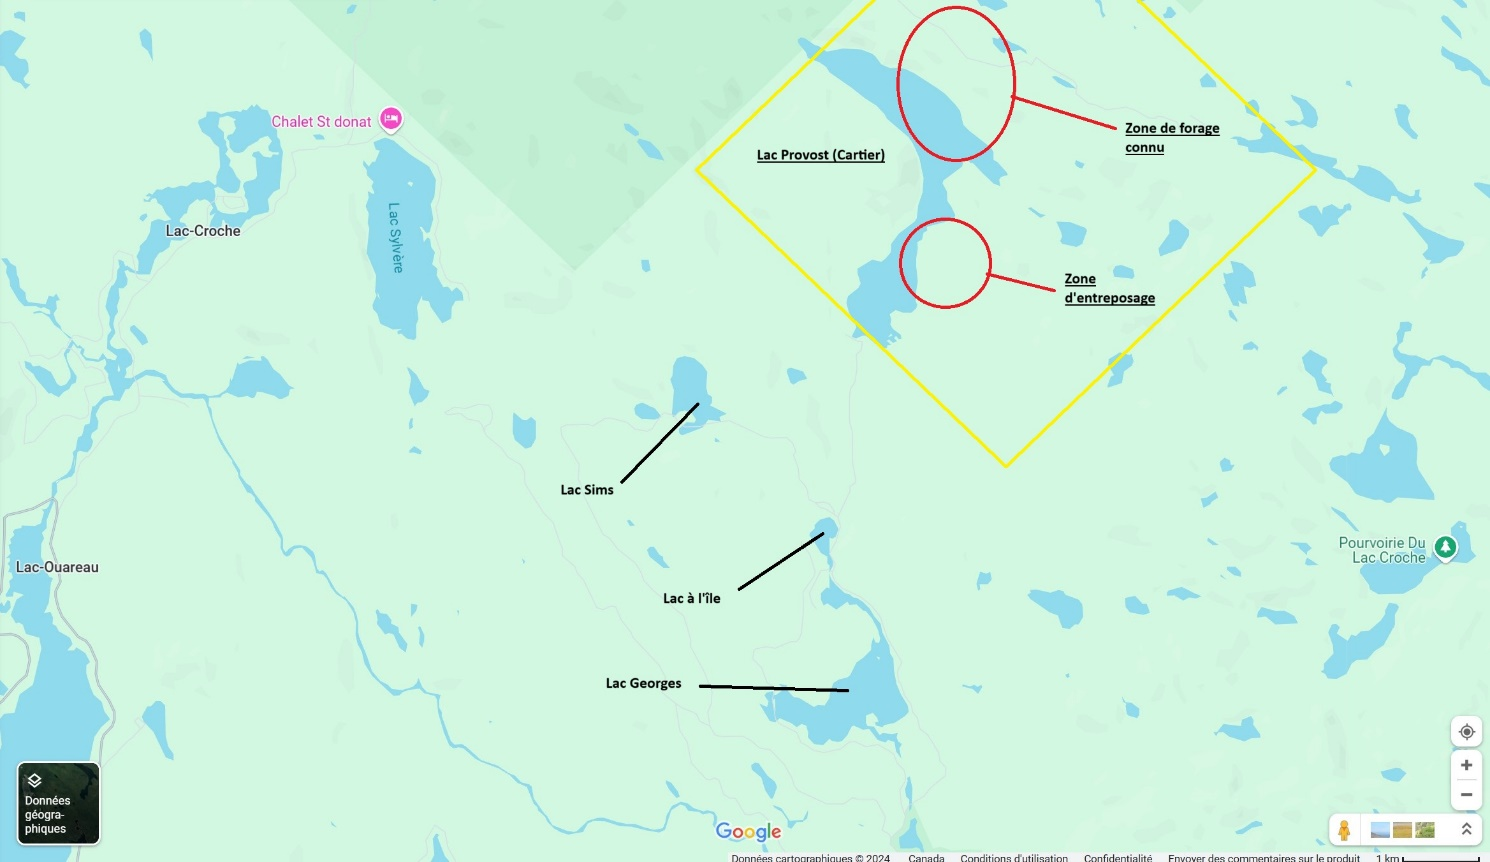 Chalet St donat
Zone de forage
connu
Lac Provost (Cartier)
Lac-Croche
Lac Sylvère
Zone
d'entreposage
Lac Sims
Pourvoirie Du
Lac Croche
Lac-Ouareau
Lac à l'île
Lac Georges
Données
géogra-
phiques
Google
Données cartographiques © 2024 Canada Conditions d'utilisation Confidentialité Envoyer des commentaires sur le produit 1 km